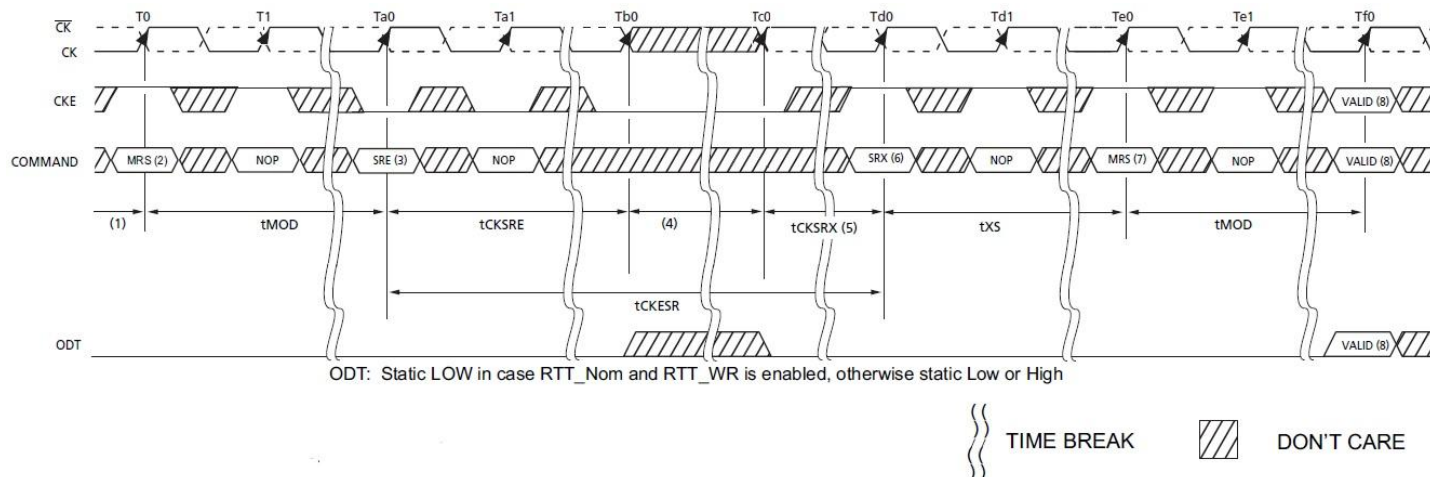 T0 T1 Ta0 Ta1 Tb0 Tc0 Td0 Td1 Te0 Te1 Tf0
CK
CK
CKE VALID (8)
COMMAND MRS (2) NOP SRE (3) NOP SRX (6) NOP MRS (7) NOP VALID (8)
(1) tMOD tCKSRE (4) tCKSRX (5) tXS tMOD
tCKESR
ODT VALID (8)
ODT: Static LOW in case RTT_Nom and RTT_WR is enabled, otherwise static Low or High
TIME BREAK DON'T CARE